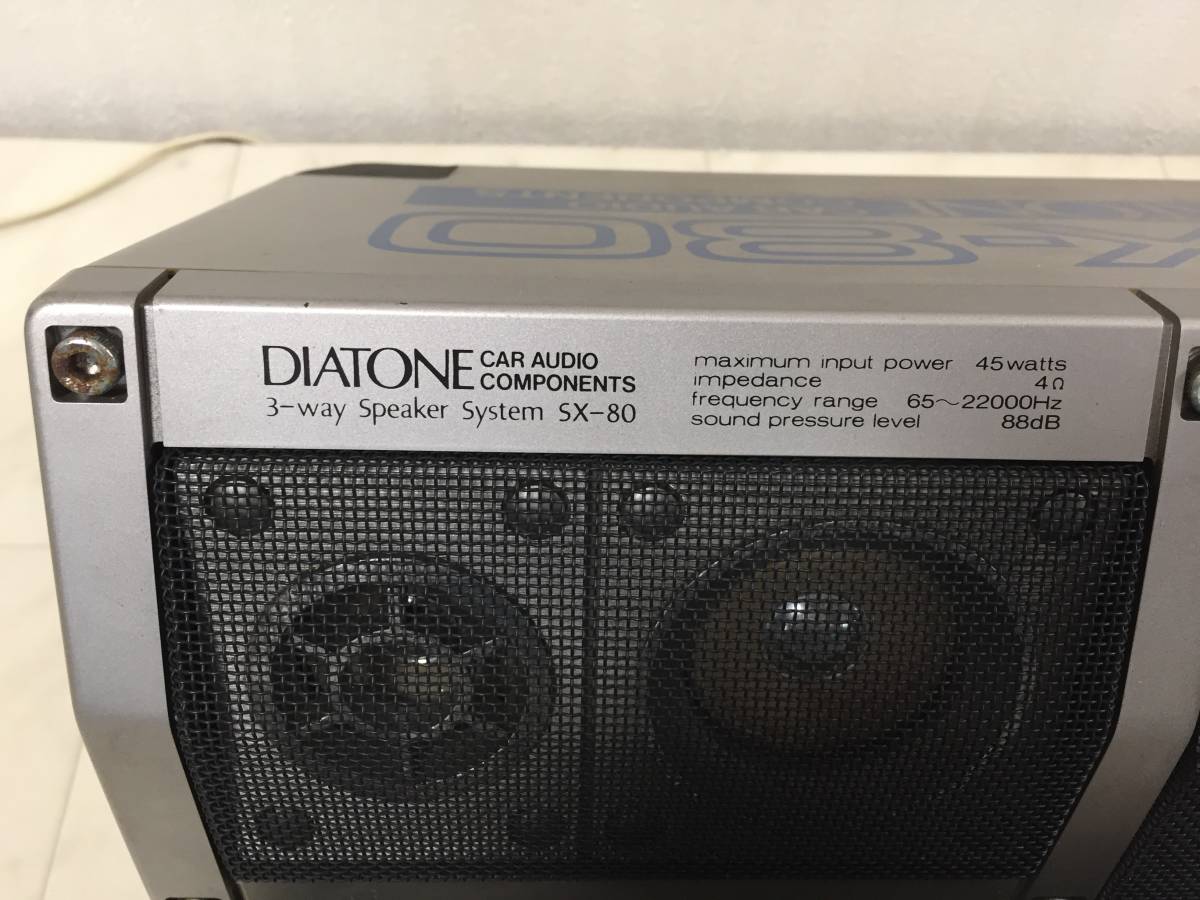 DIATONE CAR AUDIO COMPONENTS
3-way Speaker System SX-80
maximum input power 45watts
impedance 4Ω
frequency range 65~22000Hz
sound pressure level 88dB
X-80